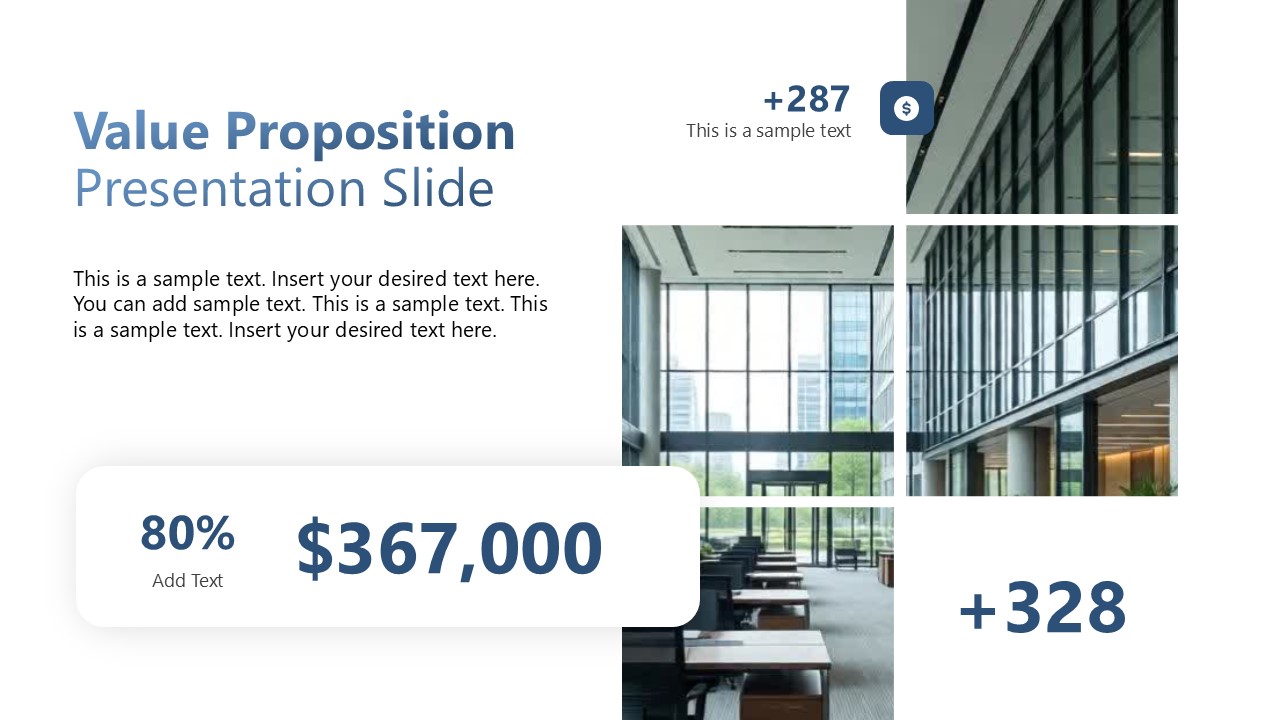 Value Proposition
Presentation Slide
This is a sample text. Insert your desired text here.
You can add sample text. This is a sample text. This
is a sample text. Insert your desired text here.
+287
This is a sample text
$
80%
Add Text
$367,000
+328